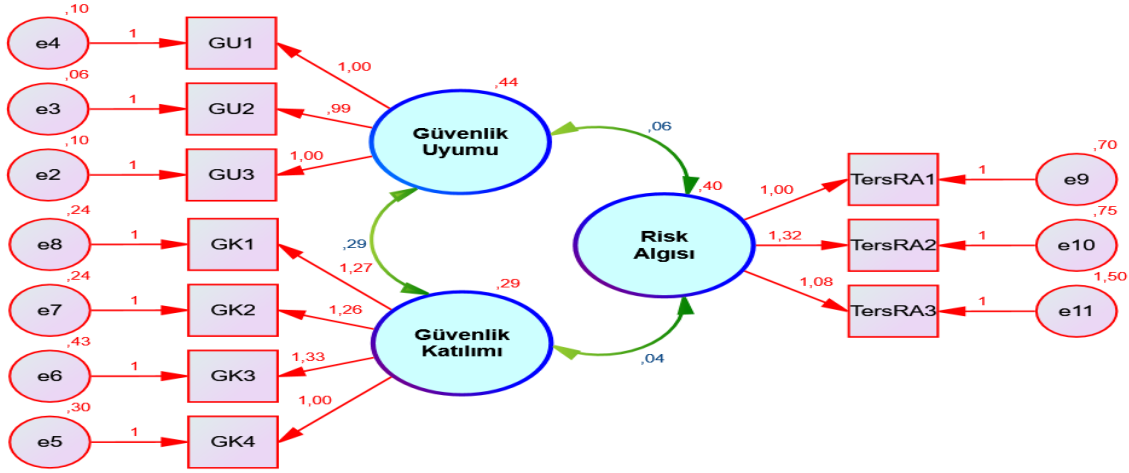 ,10
e4
1
GU1
1,00
,06
e3
1
GU2
,99
,10
e2
1
GU3
1,00
,44
Güvenlik
Uyumu
,24
e8
1
GK1
1,27
,24
e7
1
GK2
1,26
,43
e6
1
GK3
1,33
,30
e5
1
GK4
1,00
,29
Güvenlik
Katılımı
,29
,06
,04
,40
Risk
Algısı
1,00
TersRA1
1
,70
e9
1,32
TersRA2
1
,75
e10
1,08
TersRA3
1
1,50
e11